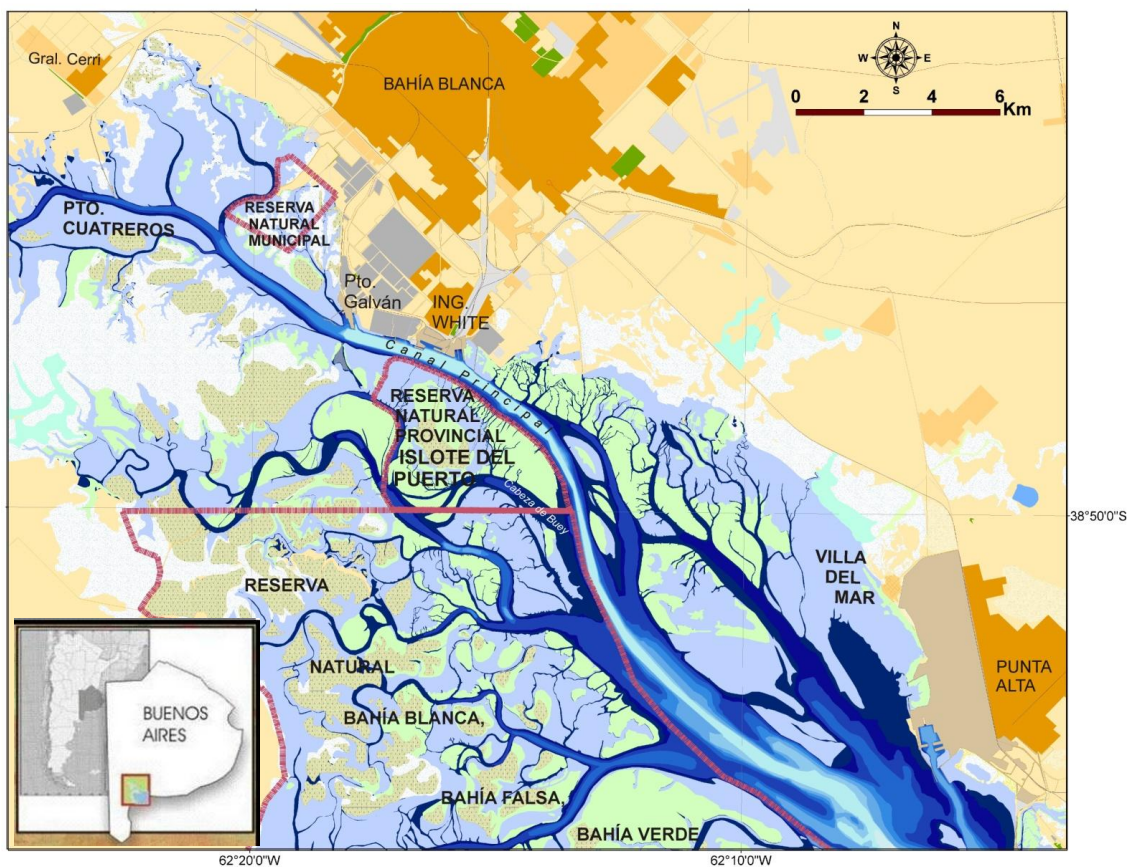 Gral. Cerri
BAHÍA BLANCA
N
W
E
S
0
2
4
6
Km
PTO.
CUATREROS
RESERVA
NATURAL
MUNICIPAL
Pto.
Galván
ING.
WHITE
Canal Principal
RESERVA
NATURAL
PROVINCIAL
ISLOTE DEL
PUERTO
Cabeza de Buey
38°50'0"S
VILLA
DEL
MAR
RESERVA
NATURAL
BAHÍA BLANCA,
BAHÍA FALSA,
BAHÍA VERDE
PUNTA
ALTA
BUENOS
AIRES
62°20'0"W
62°10'0"W